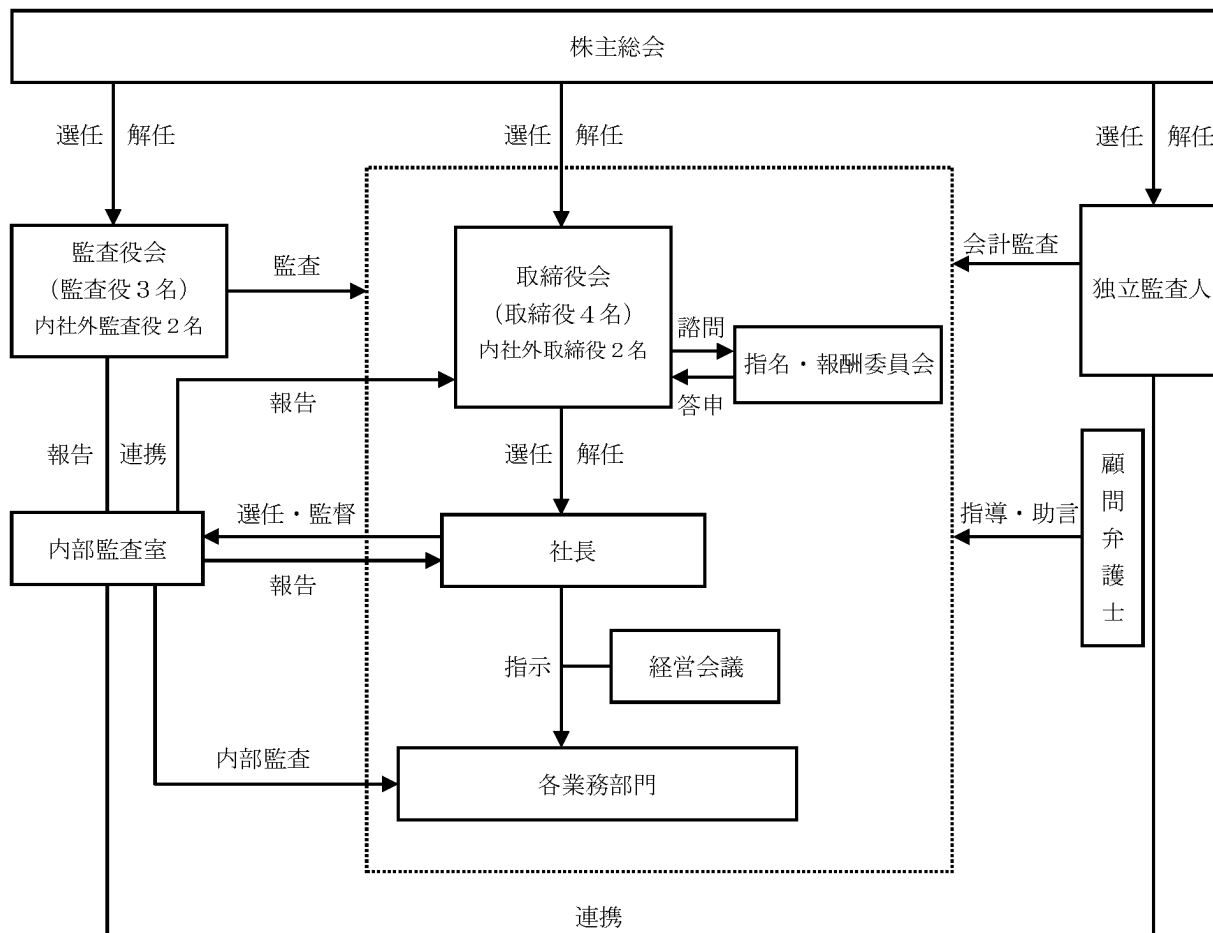 株主総会
選任 解任
選任 解任
選任 解任
監査役会
（監査役３名）
内社外監査役２名
監査
取締役会
（取締役４名）
内社外取締役２名
諮問
答申
指名・報酬委員会
会計監査
独立監査人
報告
報告 連携
選任 解任
顧問弁護士
内部監査室
選任・監督
報告
社長
指導・助言
指示
経営会議
内部監査
各業務部門
連携